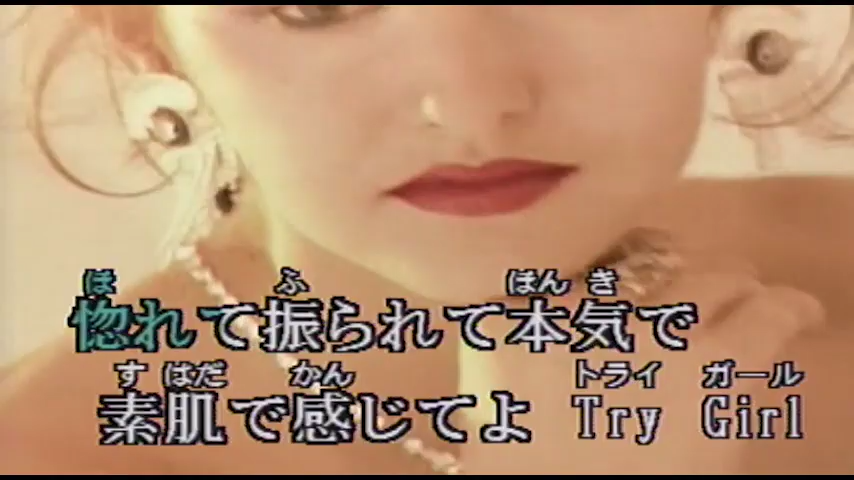 ほ ふ ほん き
惚れて振られて本気で
す はだ かん トライ ガール
素肌で感じてよ Try Girl